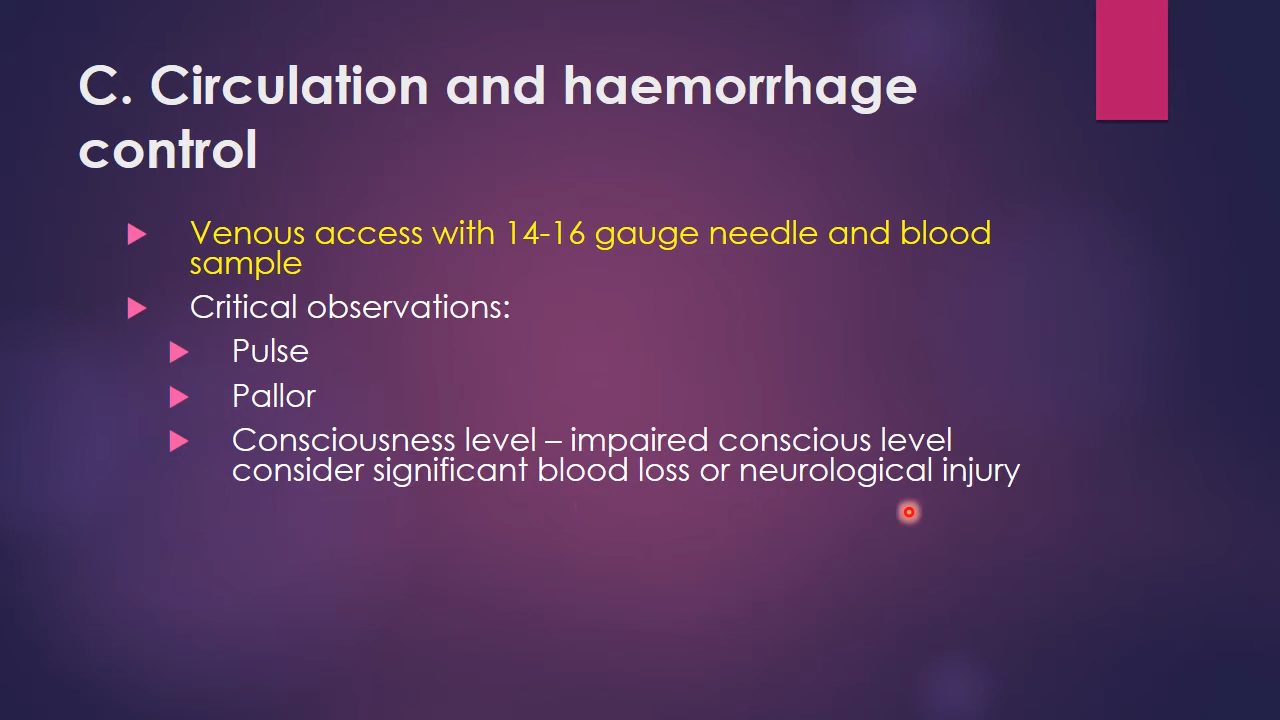 C. Circulation and haemorrhage
control
Venous access with 14-16 gauge needle and blood
sample
Critical observations:
Pulse
Pallor
Consciousness level – impaired conscious level
consider significant blood loss or neurological injury